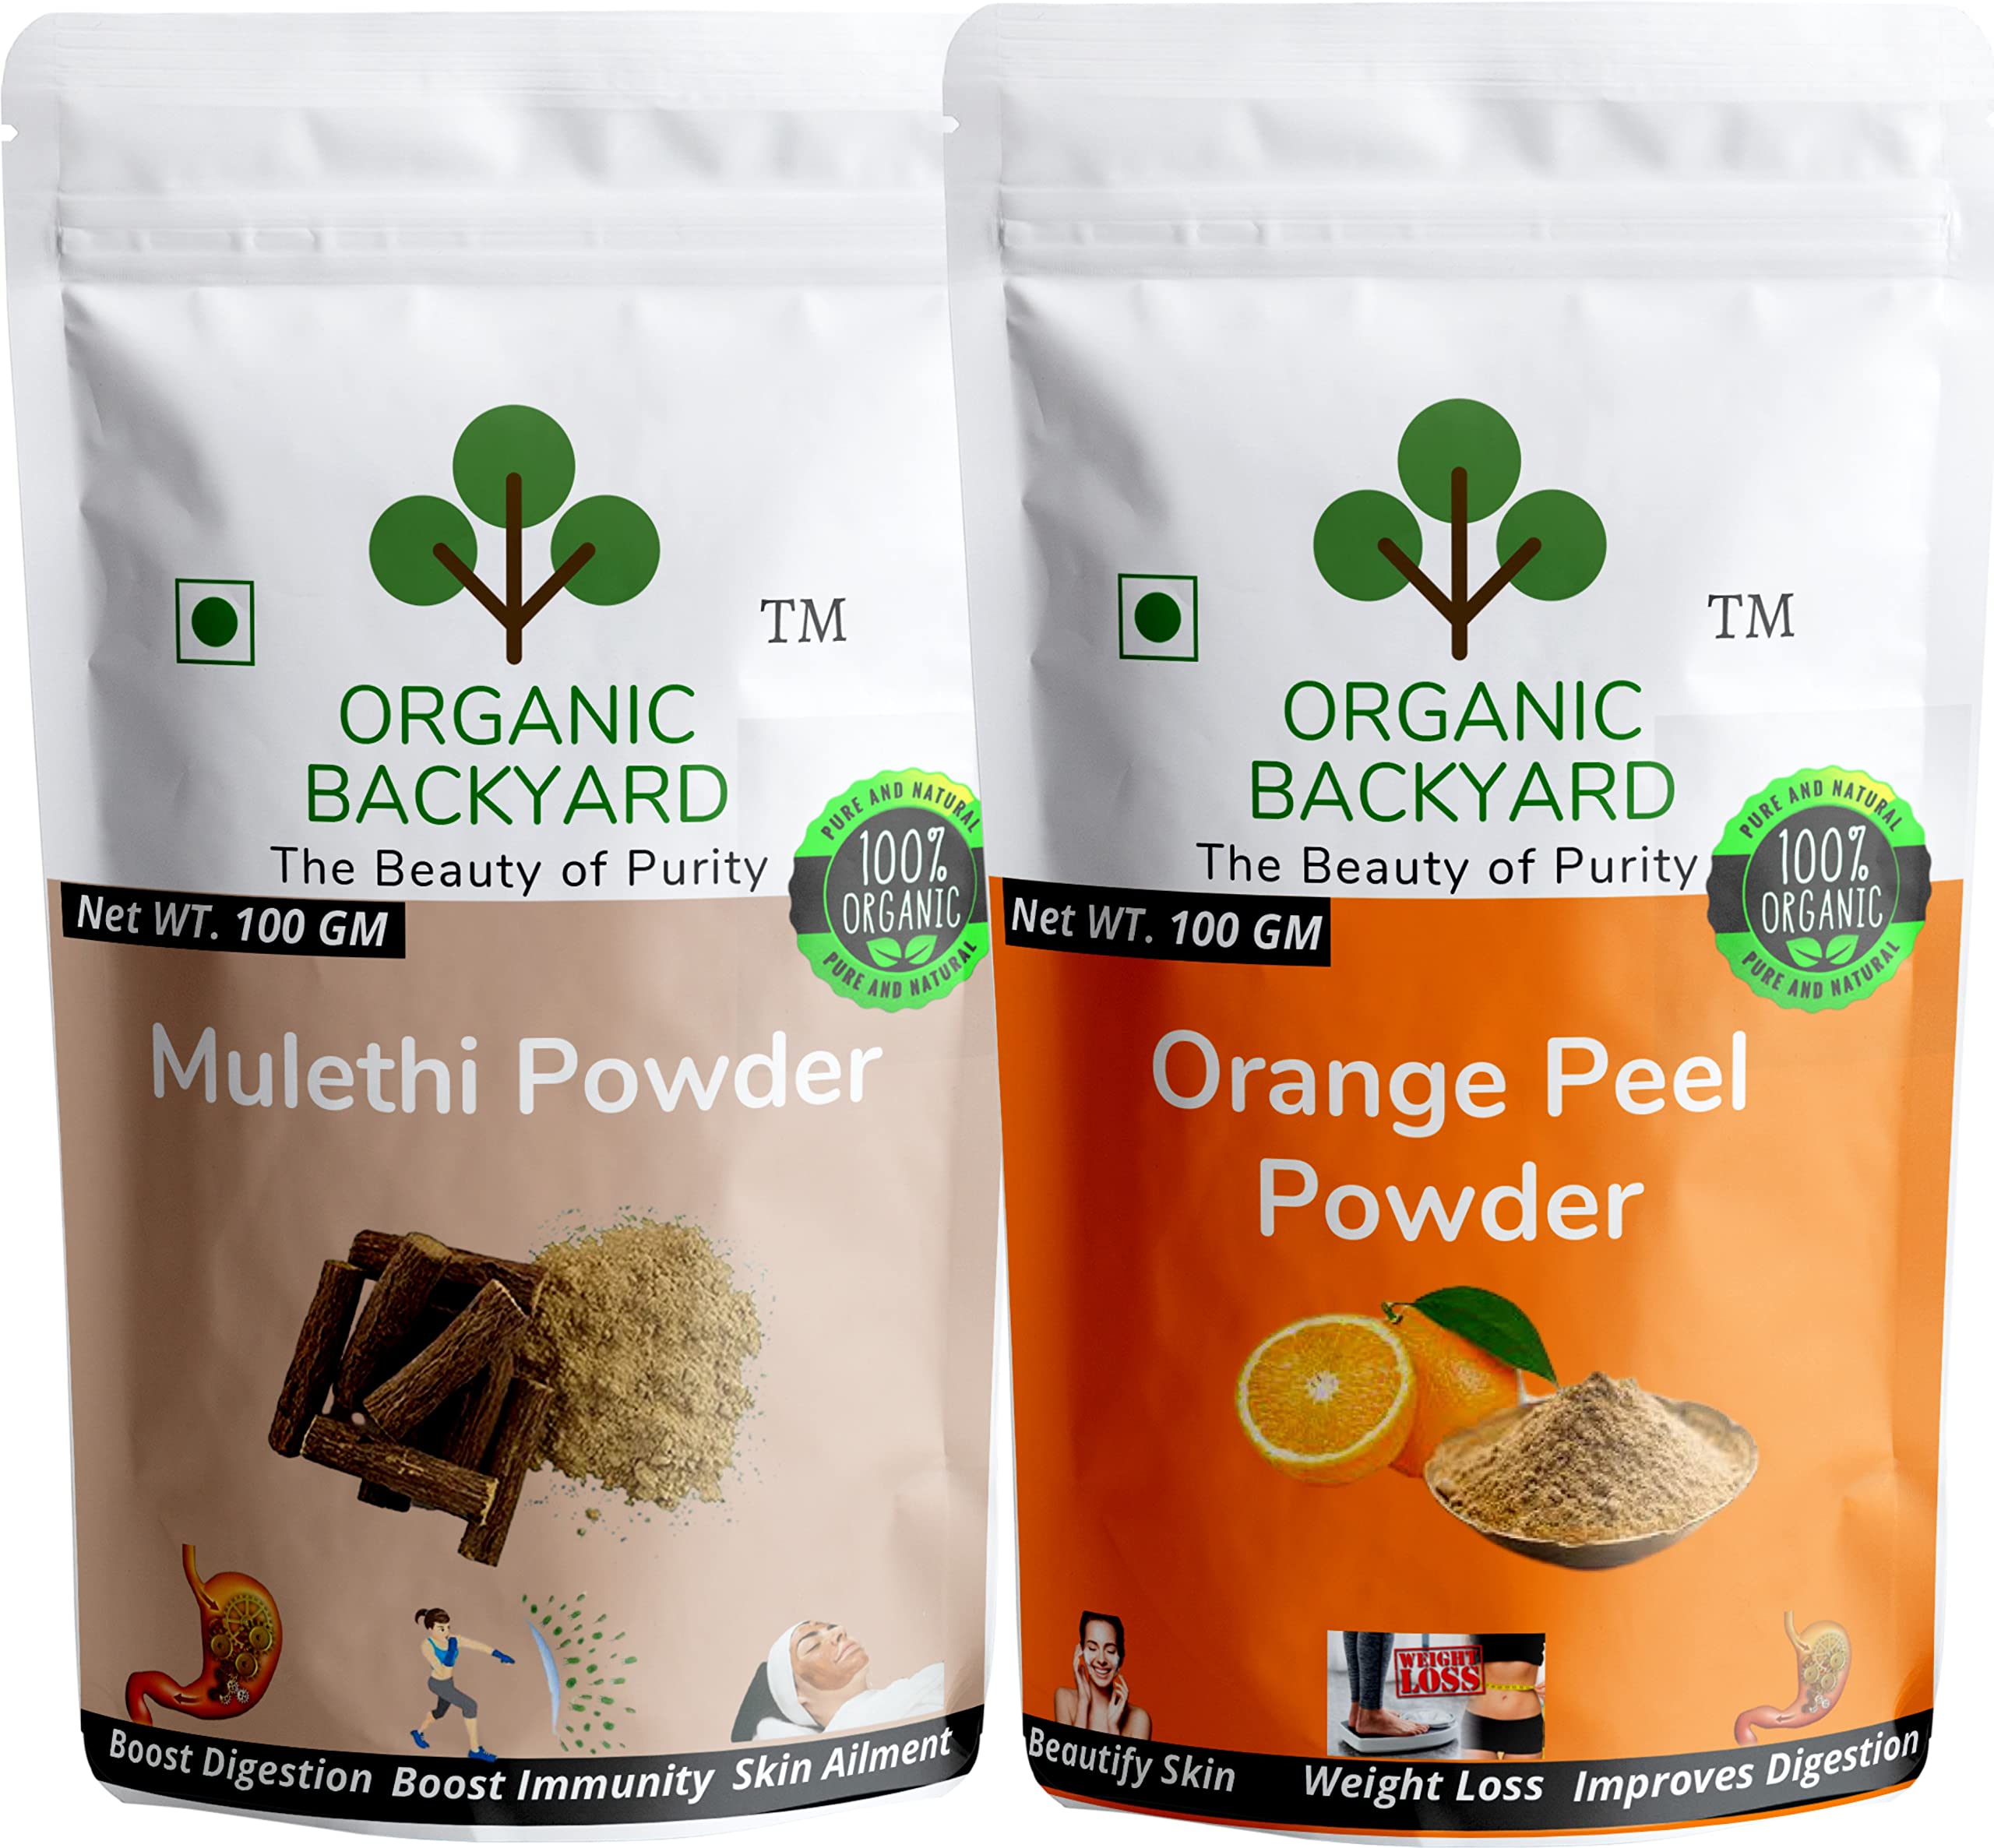 TM
ORGANIC
BACKYARD
The Beauty of Purity
PURE AND NATURAL
100%
ORGANIC
PURE AND NATURAL
Net WT. 100 GM
Mulethi Powder
Boost Digestion
Boost Immunity
Skin Ailment
TM
ORGANIC
BACKYARD
The Beauty of Purity
PURE AND NATURAL
100%
ORGANIC
PURE AND NATURAL
Net WT. 100 GM
Orange Peel
Powder
WEIGHT
LOSS
Beautify Skin
Weight Loss
Improves Digestion